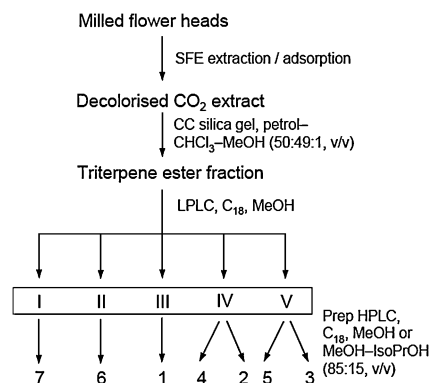 Milled flower heads
SFE extraction / adsorption
Decolorised CO₂ extract
CC silica gel, petrol–
CHCl₃–MeOH (50:49:1, v/v)
Triterpene ester fraction
LPLC, C₁₈, MeOH
I II III IV V
Prep HPLC,
C₁₈, MeOH or
MeOH–IsoPrOH
(85:15, v/v)
7 6 1 4 2 5 3